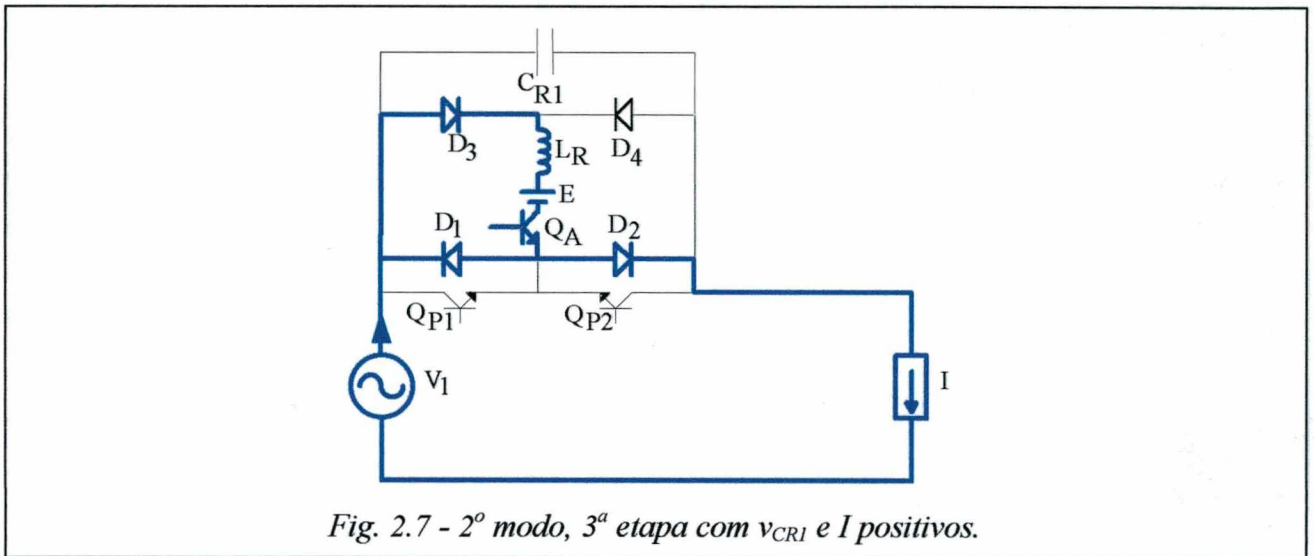 C_R1
D_3
L_R
D_4
E
D_1
Q_A
D_2
Q_P1
Q_P2
V_1
I
Fig. 2.7 - 2º modo, 3ª etapa com v_CR1 e I positivos.